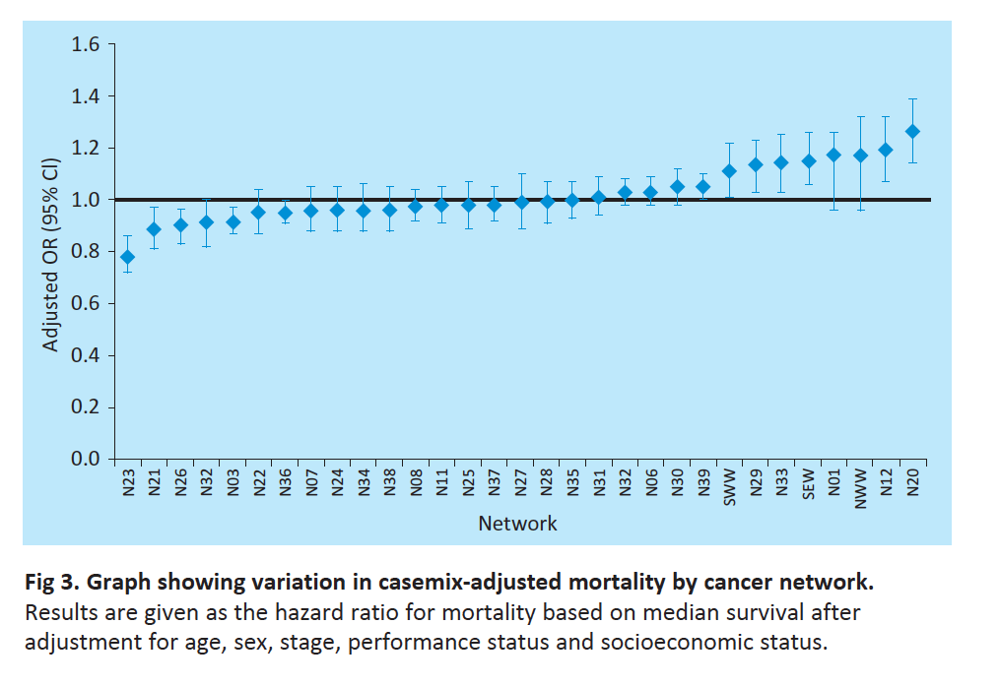 1.6
1.4
1.2
1.0
0.8
0.6
0.4
0.2
0.0
Adjusted OR (95% CI)
N23 N21 N26 N32 N03 N22 N36 N07 N24 N34 N38 N08 N11 N25 N37 N27 N28 N35 N31 N32 N06 N30 N39 SWW N29 N33 SEW N01 NWW N12 N20
Network
Fig 3. Graph showing variation in casemix-adjusted mortality by cancer network.
Results are given as the hazard ratio for mortality based on median survival after
adjustment for age, sex, stage, performance status and socioeconomic status.